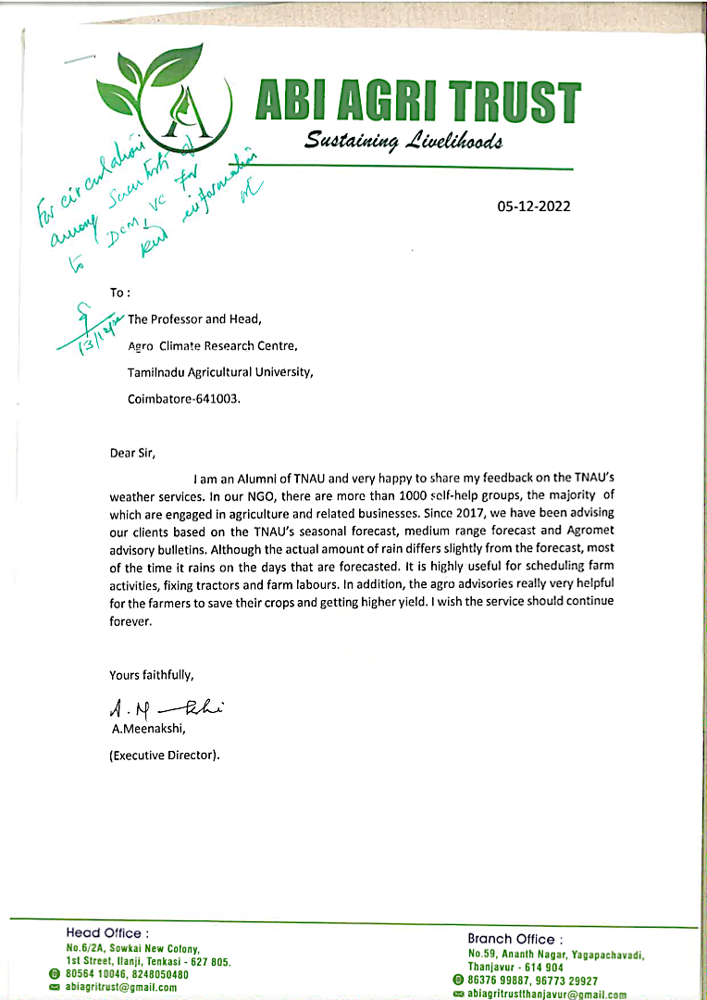 ABI AGRI TRUST
Sustaining Livelihoods
For circulation
among Scientists &
to Dcm, VC for
kind information
05-12-2022
To :
13/12/22
The Professor and Head,
Agro Climate Research Centre,
Tamilnadu Agricultural University,
Coimbatore-641003.
Dear Sir,
I am an Alumni of TNAU and very happy to share my feedback on the TNAU's
weather services. In our NGO, there are more than 1000 self-help groups, the majority of
which are engaged in agriculture and related businesses. Since 2017, we have been advising
our clients based on the TNAU's seasonal forecast, medium range forecast and Agromet
advisory bulletins. Although the actual amount of rain differs slightly from the forecast, most
of the time it rains on the days that are forecasted. It is highly useful for scheduling farm
activities, fixing tractors and farm labours. In addition, the agro advisories really very helpful
for the farmers to save their crops and getting higher yield. I wish the service should continue
forever.
Yours faithfully,
A.Meenakshi,
(Executive Director).
Head Office :
No.6/2A, Sowkai New Colony,
1st Street, Ilanji, Tenkasi - 627 805.
80564 10046, 8248050480
abiagritrust@gmail.com
Branch Office :
No.59, Ananth Nagar, Yagapachavadi,
Thanjavur - 614 904
86376 99887, 96773 29927
abiagritrustthanjavur@gmail.com